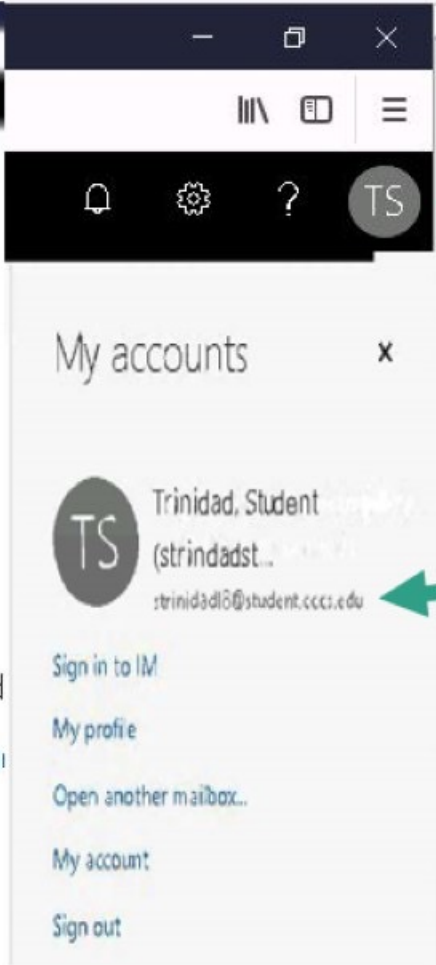 TS
My accounts x
TS
Trinidad, Student
(strindadst...
strinidad18@student.cccs.edu
Sign in to IM
My profile
Open another mailbox...
My account
Sign out